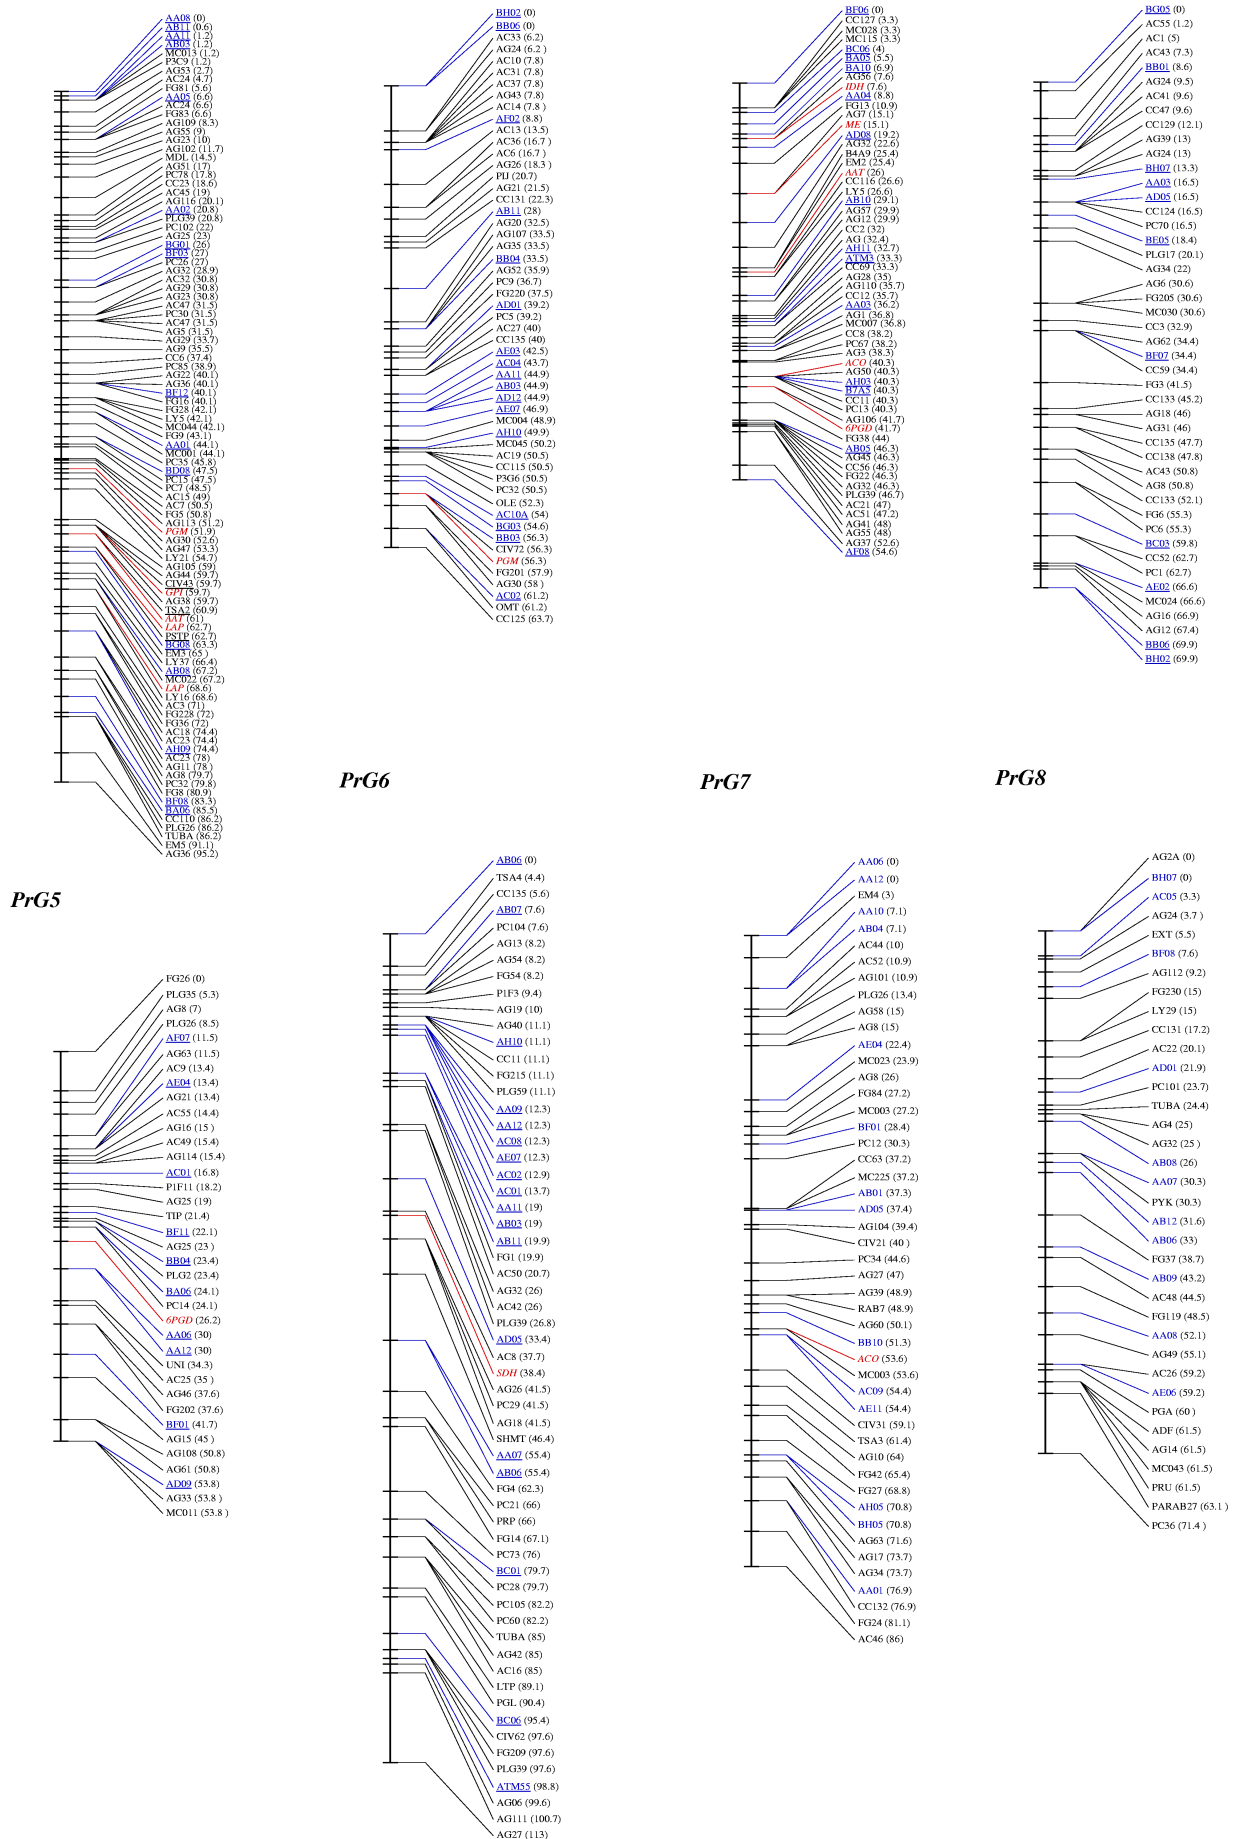 AA08 (0)
AB11 (0.6)
AA11 (1.2)
AB03 (1.2)
MC013 (1.2)
P3C9 (1.2)
AG53 (2.7)
AC24 (4.7)
FG81 (5.6)
AA05 (6.6)
AC24 (6.6)
FG83 (6.6)
AG109 (8.3)
AG55 (9)
AG23 (10)
AG102 (11.7)
MDL (14.5)
AG51 (17)
PC78 (17.8)
CC23 (18.6)
AC45 (19)
AG116 (20.1)
AA02 (20.8)
PLG39 (20.8)
PC102 (22)
AG25 (23)
BG01 (26)
BF03 (27)
PC26 (27)
AG32 (28.9)
AC32 (30.8)
AG29 (30.8)
AG23 (30.8)
AC47 (31.5)
PC30 (31.5)
AC47 (31.5)
AG5 (31.5)
AG29 (33.7)
AG9 (35.5)
CC6 (37.4)
PC85 (38.9)
AG22 (40.1)
AG36 (40.1)
BF12 (40.1)
FG16 (40.1)
FG28 (42.1)
LY5 (42.1)
MC044 (42.1)
FG9 (43.1)
AA01 (44.1)
MC001 (44.1)
PC35 (45.8)
BD08 (47.5)
PC15 (47.5)
PC7 (48.5)
AC15 (49)
AC7 (50.5)
FG5 (50.8)
AG113 (51.2)
PGM (51.9)
AG30 (52.6)
AG47 (53.3)
LY21 (54.7)
AG105 (59)
AG44 (59.7)
CIV43 (59.7)
GPI (59.7)
AG38 (59.7)
TSA2 (60.9)
AAT (61)
LAP (62.7)
PSTP (62.7)
BG08 (63.3)
EM3 (65 )
LY37 (66.4)
AB08 (67.2)
MC022 (67.2)
LAP (68.6)
LY16 (68.6)
AC3 (71)
FG228 (72)
FG36 (72)
AC18 (74.4)
AC23 (74.4)
AH09 (74.4)
AC23 (78)
AG11 (78 )
AG8 (79.7)
PC32 (79.8)
FG8 (80.9)
BF08 (83.3)
BA06 (85.5)
CC110 (86.2)
PLG26 (86.2)
TUBA (86.2)
EM5 (91.1)
AG36 (95.2)
BH02 (0)
BB06 (0)
AC33 (6.2)
AG24 (6.2 )
AC10 (7.8)
AC31 (7.8)
AC37 (7.8)
AG43 (7.8)
AC14 (7.8)
AF02 (8.8)
AC13 (13.5)
AC36 (16.7)
AC6 (16.7 )
AG26 (18.3 )
PIJ (20.7)
AG21 (21.5)
CC131 (22.3)
AB11 (28)
AG20 (32.5)
AG107 (33.5)
AG35 (33.5)
BB04 (33.5)
AG52 (35.9)
PC9 (36.7)
FG220 (37.5)
AD01 (39.2)
PC5 (39.2)
AC27 (40)
CC135 (40)
AE03 (42.5)
AC04 (43.7)
AA11 (44.9)
AB03 (44.9)
AD12 (44.9)
AE07 (46.9)
MC004 (48.9)
AH10 (49.9)
MC045 (50.2)
AC19 (50.5)
CC115 (50.5)
P3G6 (50.5)
PC32 (50.5)
OLE (52.3)
AC10A (54)
BG03 (54.6)
BB03 (56.3)
CIV72 (56.3)
PGM (56.3)
FG201 (57.9)
AG30 (58 )
AC02 (61.2)
OMT (61.2)
CC125 (63.7)
BF06 (0)
CC127 (3.3)
MC028 (3.3)
MC115 (3.3)
BC06 (4)
BA05 (5.5)
BA10 (6.9)
AG56 (7.6)
IDH (7.6)
AA04 (8.8)
FG13 (10.9)
AG7 (15.1)
ME (15.1)
AD08 (19.2)
AG32 (22.6)
B4A9 (25.4)
EM2 (25.4)
AAT (26)
CC116 (26.6)
LY5 (26.6)
AB10 (29.1)
AG57 (29.9)
AG12 (29.9)
CC2 (32)
AG (32.4)
AH11 (32.7)
ATM3 (33.3)
CC69 (33.3)
AG28 (35)
AG110 (35.7)
CC12 (35.7)
AA03 (36.2)
AG1 (36.8)
MC007 (36.8)
CC8 (38.2)
PC67 (38.2)
AG3 (38.3)
ACO (40.3)
AG50 (40.3)
AH03 (40.3)
B7A5 (40.3)
CC11 (40.3)
PC13 (40.3)
AG106 (41.7)
6PGD (41.7)
FG38 (44)
AB05 (46.3)
AG45 (46.3)
CC56 (46.3)
FG22 (46.3)
AG32 (46.3)
PLG39 (46.7)
AC21 (47)
AC51 (47.2)
AG41 (48)
AG55 (48)
AG37 (52.6)
AF08 (54.6)
BG05 (0)
AC55 (1.2)
AC1 (5)
AC43 (7.3)
BB01 (8.6)
AG24 (9.5)
AC41 (9.6)
CC47 (9.6)
CC129 (12.1)
AG39 (13)
AG24 (13)
BH07 (13.3)
AA03 (16.5)
AD05 (16.5)
CC124 (16.5)
PC70 (16.5)
BE05 (18.4)
PLG17 (20.1)
AG34 (22)
AG6 (30.6)
FG205 (30.6)
MC030 (30.6)
CC3 (32.9)
AG62 (34.4)
BF07 (34.4)
CC59 (34.4)
FG3 (41.5)
CC133 (45.2)
AG18 (46)
AG31 (46)
CC135 (47.7)
CC138 (47.8)
AC43 (50.8)
AG8 (50.8)
CC133 (52.1)
FG6 (55.3)
PC6 (55.3)
BC03 (59.8)
CC52 (62.7)
PC1 (62.7)
AE02 (66.6)
MC024 (66.6)
AG16 (66.9)
AG12 (67.4)
BB06 (69.9)
BH02 (69.9)
PrG5
FG26 (0)
PLG35 (5.3)
AG8 (7)
PLG26 (8.5)
AF07 (11.5)
AG63 (11.5)
AC9 (13.4)
AE04 (13.4)
AG21 (13.4)
AC55 (14.4)
AG16 (15 )
AC49 (15.4)
AG114 (15.4)
AC01 (16.8)
P1F11 (18.2)
AG25 (19)
TIP (21.4)
BF11 (22.1)
AG25 (23 )
BB04 (23.4)
PLG2 (23.4)
BA06 (24.1)
PC14 (24.1)
6PGD (26.2)
AA06 (30)
AA12 (30)
UNI (34.3)
AC25 (35 )
AG46 (37.6)
FG202 (37.6)
BF01 (41.7)
AG15 (45 )
AG108 (50.8)
AG61 (50.8)
AD09 (53.8)
AG33 (53.8 )
MC011 (53.8 )
PrG6
AB06 (0)
TSA4 (4.4)
CC135 (5.6)
AB07 (7.6)
PC104 (7.6)
AG13 (8.2)
AG54 (8.2)
FG54 (8.2)
P1F3 (9.4)
AG19 (10)
AG40 (11.1)
AH10 (11.1)
CC11 (11.1)
FG215 (11.1)
PLG59 (11.1)
AA09 (12.3)
AA12 (12.3)
AC08 (12.3)
AE07 (12.3)
AC02 (12.9)
AC01 (13.7)
AA11 (19)
AB03 (19)
AB11 (19.9)
FG1 (19.9)
AC50 (20.7)
AG32 (26)
AC42 (26)
PLG39 (26.8)
AD05 (33.4)
AC8 (37.7)
SDH (38.4)
AG26 (41.5)
PC29 (41.5)
AG18 (41.5)
SHMT (46.4)
AA07 (55.4)
AB06 (55.4)
FG4 (62.3)
PC21 (66)
PRP (66)
FG14 (67.1)
PC73 (76)
BC01 (79.7)
PC28 (79.7)
PC105 (82.2)
PC60 (82.2)
TUBA (85)
AG42 (85)
AC16 (85)
LTP (89.1)
PGL (90.4)
BC06 (95.4)
CIV62 (97.6)
FG209 (97.6)
PLG39 (97.6)
ATM55 (98.8)
AG06 (99.6)
AG111 (100.7)
AG27 (113)
PrG7
AA06 (0)
AA12 (0)
EM4 (3)
AA10 (7.1)
AB04 (7.1)
AC44 (10)
AC52 (10.9)
AG101 (10.9)
PLG26 (13.4)
AG58 (15)
AG8 (15)
AE04 (22.4)
MC023 (23.9)
AG8 (26)
FG84 (27.2)
MC003 (27.2)
BF01 (28.4)
PC12 (30.3)
CC63 (37.2)
MC225 (37.2)
AB01 (37.3)
AD05 (37.4)
AG104 (39.4)
CIV21 (40 )
PC34 (44.6)
AG27 (47)
AG39 (48.9)
RAB7 (48.9)
AG60 (50.1)
BB10 (51.3)
ACO (53.6)
MC003 (53.6)
AC09 (54.4)
AE11 (54.4)
CIV31 (59.1)
TSA3 (61.4)
AG10 (64)
FG42 (65.4)
FG27 (68.8)
AH05 (70.8)
BH05 (70.8)
AG63 (71.6)
AG17 (73.7)
AG34 (73.7)
AA01 (76.9)
CC132 (76.9)
FG24 (81.1)
AC46 (86)
PrG8
AG2A (0)
BH07 (0)
AC05 (3.3)
AG24 (3.7 )
EXT (5.5)
BF08 (7.6)
AG112 (9.2)
FG230 (15)
LY29 (15)
CC131 (17.2)
AC22 (20.1)
AD01 (21.9)
PC101 (23.7)
TUBA (24.4)
AG4 (25)
AG32 (25 )
AB08 (26)
AA07 (30.3)
PYK (30.3)
AB12 (31.6)
AB06 (33)
FG37 (38.7)
AB09 (43.2)
AC48 (44.5)
FG119 (48.5)
AA08 (52.1)
AG49 (55.1)
AC26 (59.2)
AE06 (59.2)
PGA (60 )
ADF (61.5)
AG14 (61.5)
MC043 (61.5)
PRU (61.5)
PARAB27 (63.1 )
PC36 (71.4 )